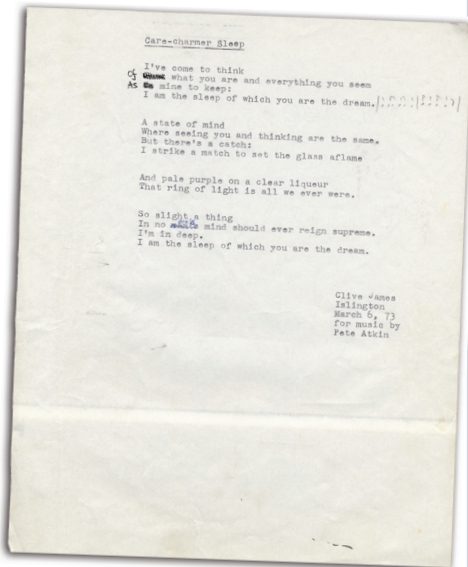 Care-charmer Sleep
I've come to think
Of what you are and everything you seem
As mine to keep:
I am the sleep of which you are the dream.
A state of mind
Where seeing you and thinking are the same.
But there's a catch:
I strike a match to set the glass aflame
And pale purple on a clear liqueur
That ring of light is all we ever were.
So slight a thing
In no mind should ever reign supreme.
I'm in deep.
I am the sleep of which you are the dream.
Clive James
Islington
March 6, 73
for music by
Pete Atkin